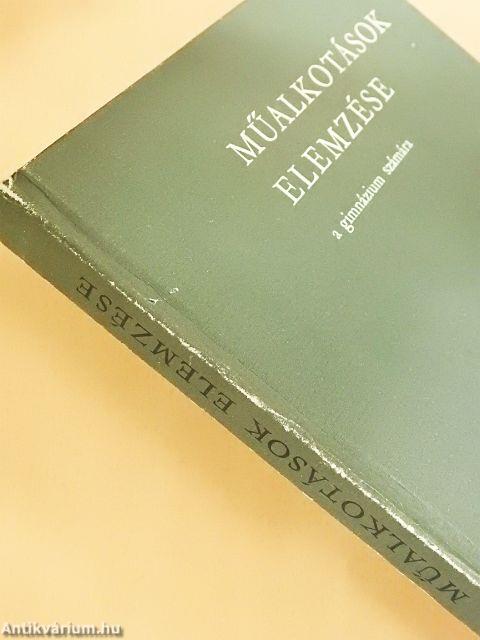 MŰALKOTÁSOK
ELEMZÉSE
a gimnázium számára
MŰALKOTÁSOK ELEMZÉSE
Antikvárium.hu